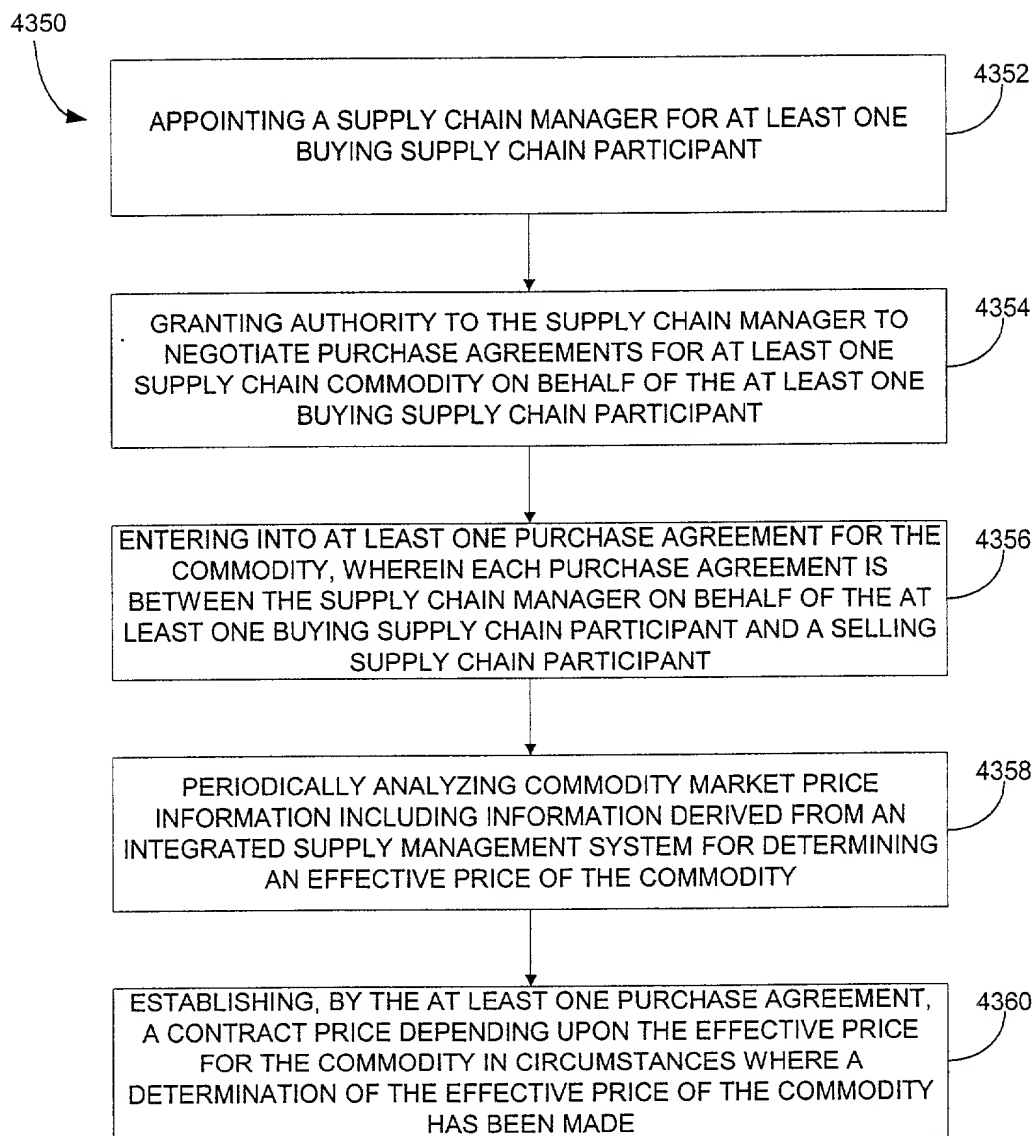 4350
APPOINTING A SUPPLY CHAIN MANAGER FOR AT LEAST ONE
BUYING SUPPLY CHAIN PARTICIPANT
4352
GRANTING AUTHORITY TO THE SUPPLY CHAIN MANAGER TO
NEGOTIATE PURCHASE AGREEMENTS FOR AT LEAST ONE
SUPPLY CHAIN COMMODITY ON BEHALF OF THE AT LEAST ONE
BUYING SUPPLY CHAIN PARTICIPANT
4354
ENTERING INTO AT LEAST ONE PURCHASE AGREEMENT FOR THE
COMMODITY, WHEREIN EACH PURCHASE AGREEMENT IS
BETWEEN THE SUPPLY CHAIN MANAGER ON BEHALF OF THE AT
LEAST ONE BUYING SUPPLY CHAIN PARTICIPANT AND A SELLING
SUPPLY CHAIN PARTICIPANT
4356
PERIODICALLY ANALYZING COMMODITY MARKET PRICE
INFORMATION INCLUDING INFORMATION DERIVED FROM AN
INTEGRATED SUPPLY MANAGEMENT SYSTEM FOR DETERMINING
AN EFFECTIVE PRICE OF THE COMMODITY
4358
ESTABLISHING, BY THE AT LEAST ONE PURCHASE AGREEMENT,
A CONTRACT PRICE DEPENDING UPON THE EFFECTIVE PRICE
FOR THE COMMODITY IN CIRCUMSTANCES WHERE A
DETERMINATION OF THE EFFECTIVE PRICE OF THE COMMODITY
HAS BEEN MADE
4360